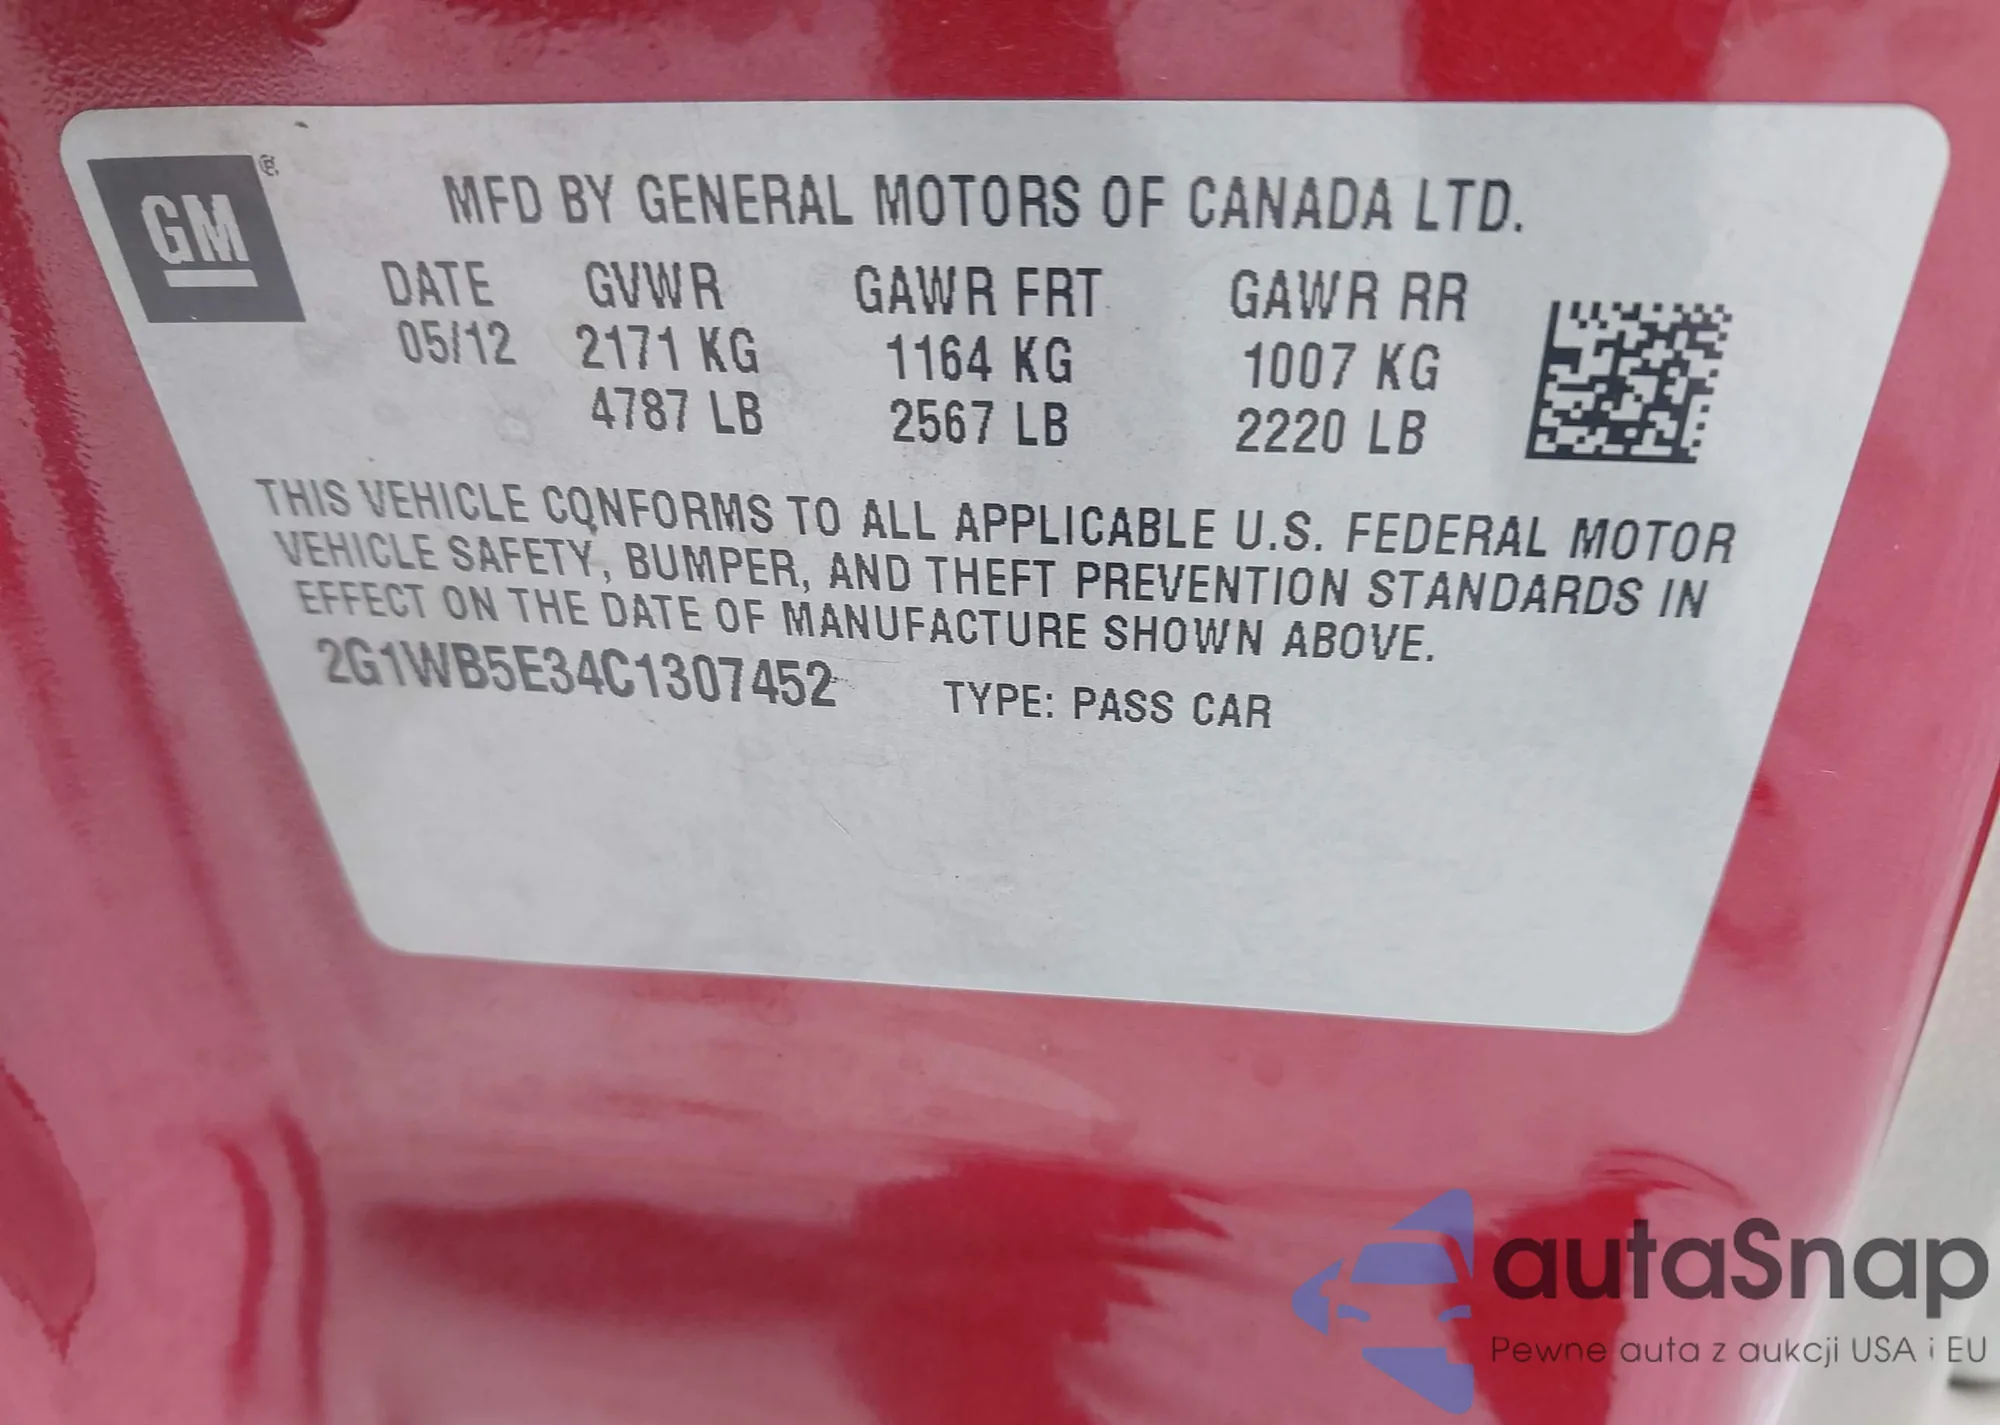 GM ®
MFD BY GENERAL MOTORS OF CANADA LTD.
DATE GVWR GAWR FRT GAWR RR
05/12 2171 KG 1164 KG 1007 KG
4787 LB 2567 LB 2220 LB
THIS VEHICLE CONFORMS TO ALL APPLICABLE U.S. FEDERAL MOTOR
VEHICLE SAFETY, BUMPER, AND THEFT PREVENTION STANDARDS IN
EFFECT ON THE DATE OF MANUFACTURE SHOWN ABOVE.
2G1WB5E34C1307452 TYPE: PASS CAR
autaSnap
Pewne auta z aukcji USA i EU